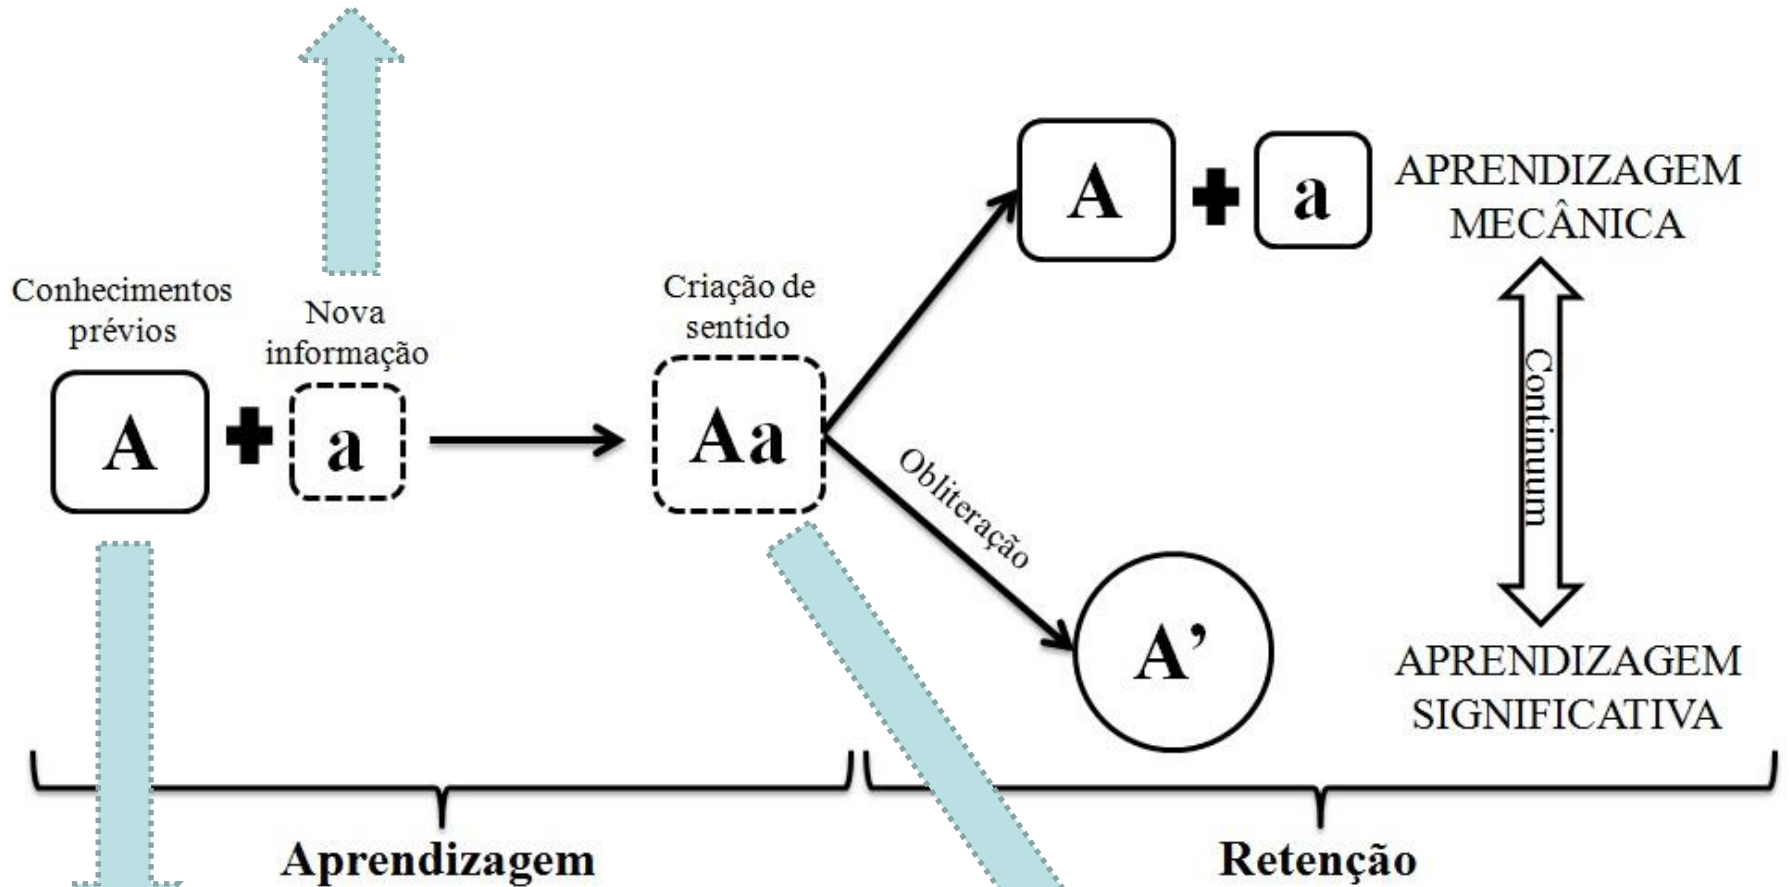 Conhecimentos
prévios
A
Nova
informação
a
Criação de
sentido
Aa
A
a
APRENDIZAGEM
MECÂNICA
Continuum
Obliteração
A’
APRENDIZAGEM
SIGNIFICATIVA
Aprendizagem
Retenção